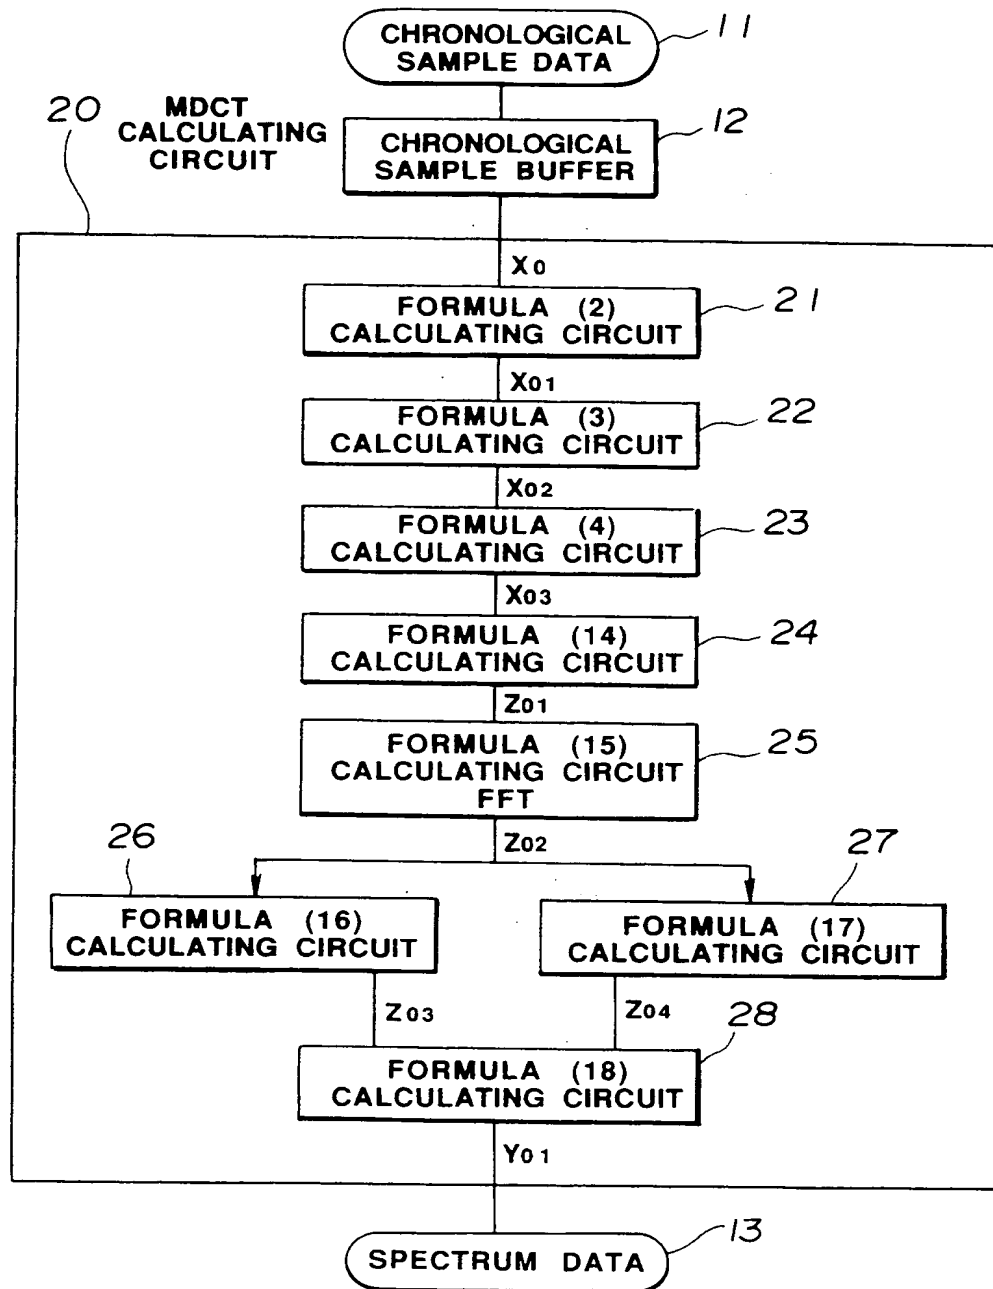 CHRONOLOGICAL
SAMPLE DATA
11
20
MDCT
CALCULATING
CIRCUIT
CHRONOLOGICAL
SAMPLE BUFFER
12
X0
FORMULA (2)
CALCULATING CIRCUIT
21
X01
FORMULA (3)
CALCULATING CIRCUIT
22
X02
FORMULA (4)
CALCULATING CIRCUIT
23
X03
FORMULA (14)
CALCULATING CIRCUIT
24
Z01
FORMULA (15)
CALCULATING CIRCUIT
FFT
25
Z02
26
FORMULA (16)
CALCULATING CIRCUIT
27
FORMULA (17)
CALCULATING CIRCUIT
Z03
Z04
28
FORMULA (18)
CALCULATING CIRCUIT
Y01
13
SPECTRUM DATA